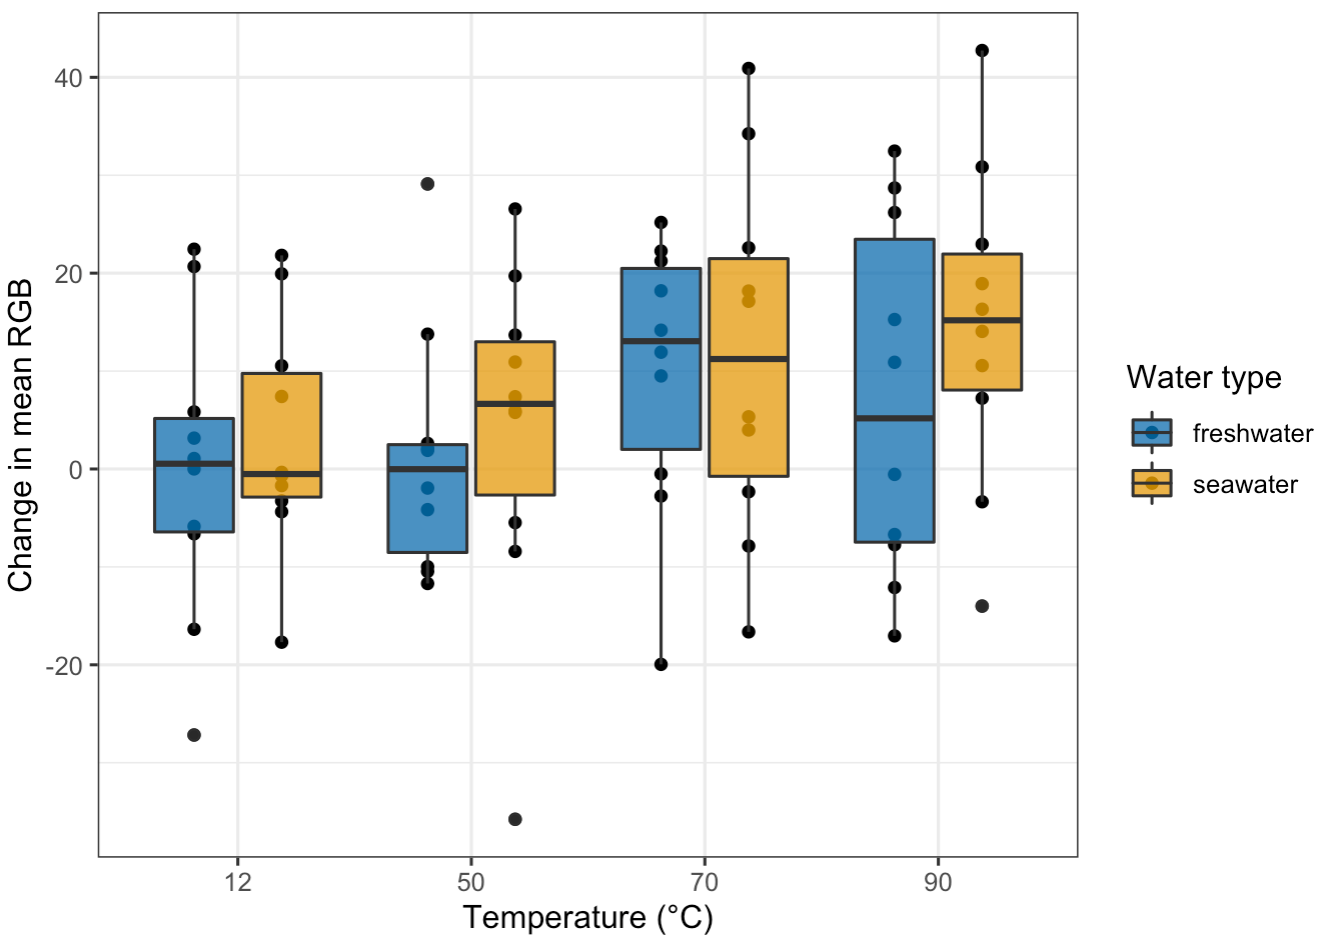 Change in mean RGB
40
20
0
-20
12 50 70 90
Temperature (°C)
Water type
freshwater
seawater